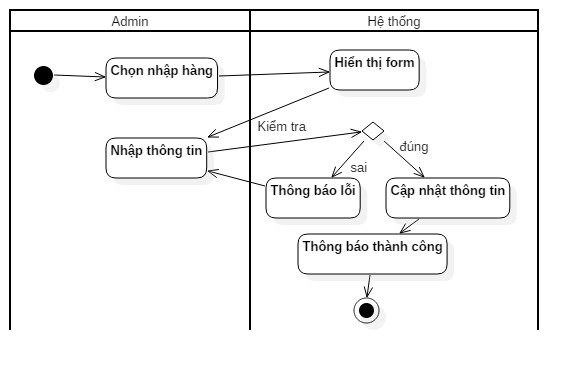 Admin
Hệ thống
Chọn nhập hàng
Hiển thị form
Kiểm tra
Nhập thông tin
đúng
sai
Thông báo lỗi
Cập nhật thông tin
Thông báo thành công